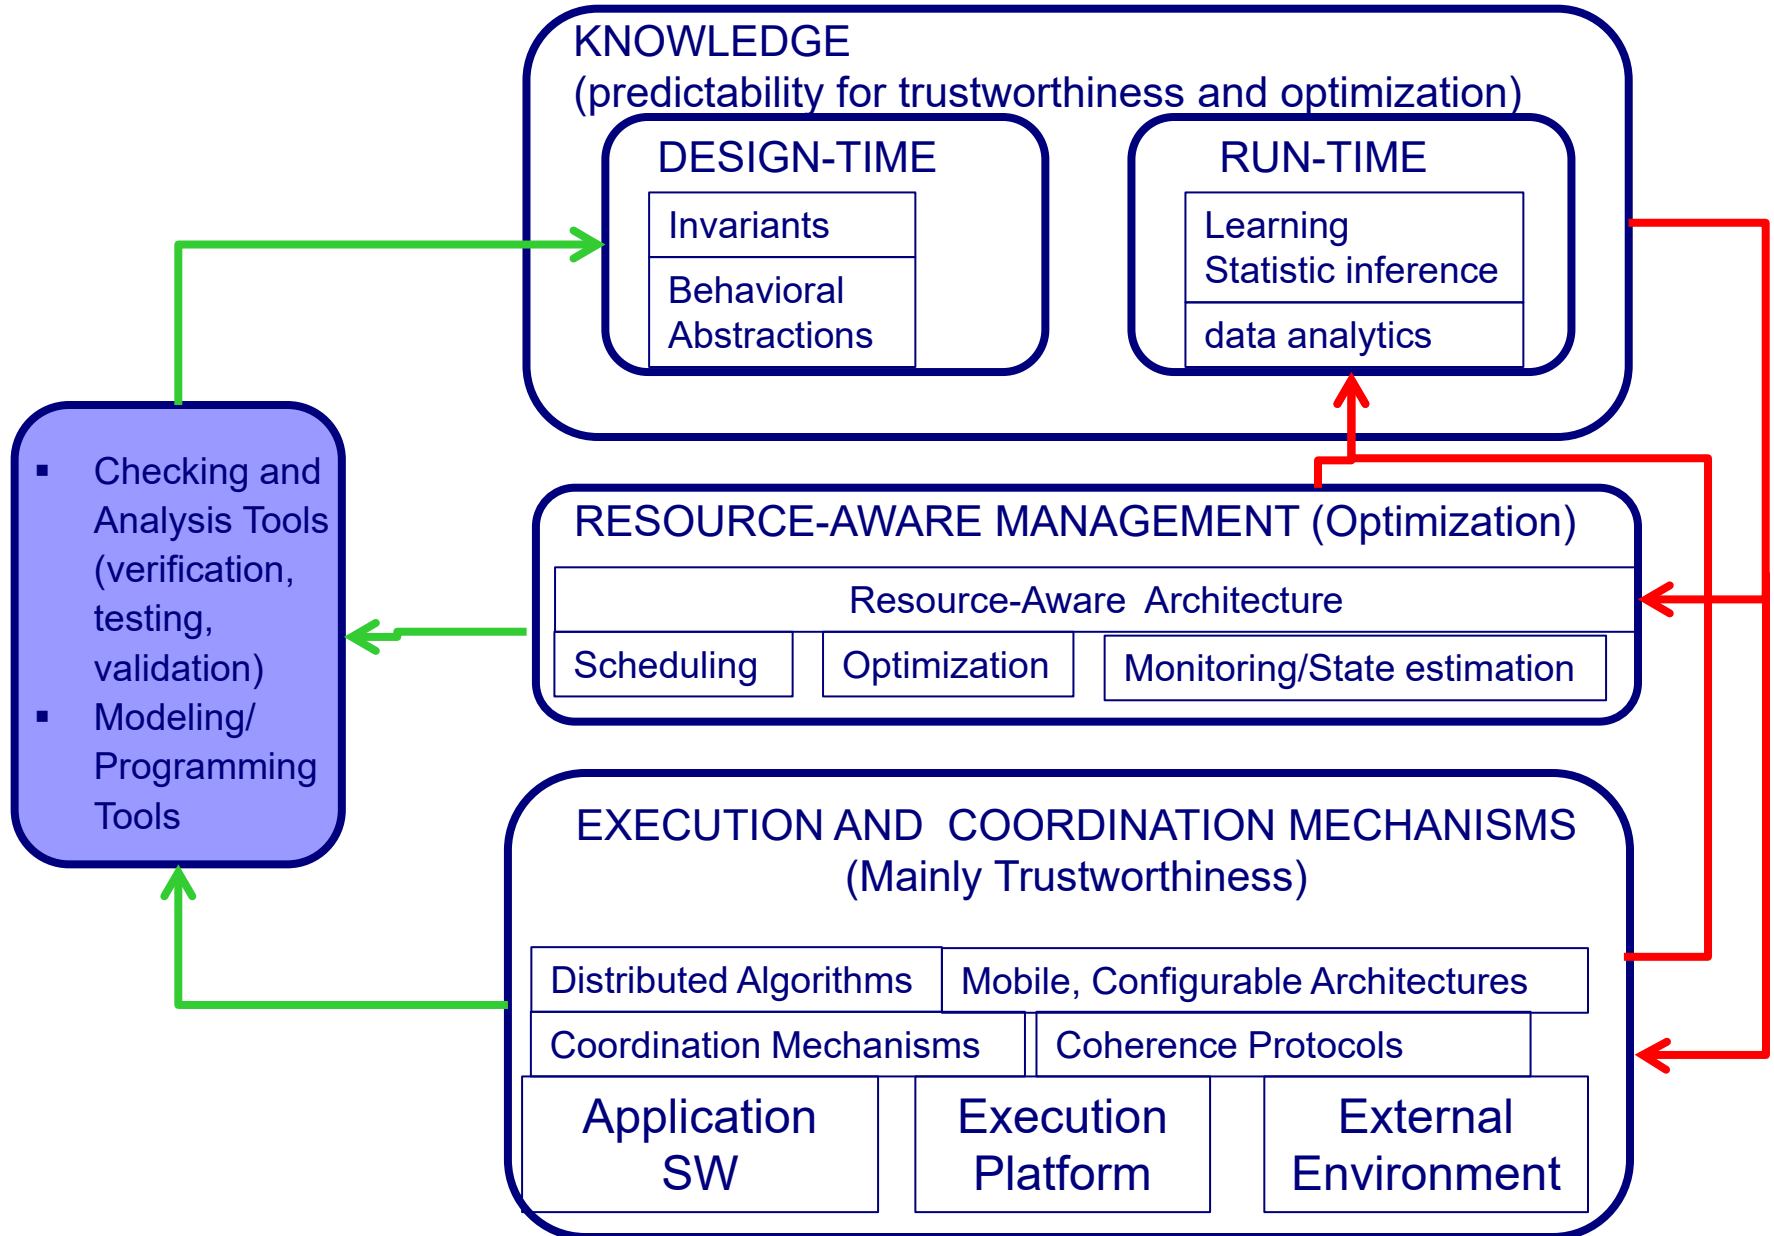 KNOWLEDGE
(predictability for trustworthiness and optimization)
DESIGN-TIME
Invariants
Behavioral
Abstractions
RUN-TIME
Learning
Statistic inference
data analytics
▪ Checking and
Analysis Tools
(verification,
testing,
validation)
▪ Modeling/
Programming
Tools
RESOURCE-AWARE MANAGEMENT (Optimization)
Resource-Aware Architecture
Scheduling
Optimization
Monitoring/State estimation
EXECUTION AND COORDINATION MECHANISMS
(Mainly Trustworthiness)
Distributed Algorithms
Mobile, Configurable Architectures
Coordination Mechanisms
Coherence Protocols
Application
SW
Execution
Platform
External
Environment